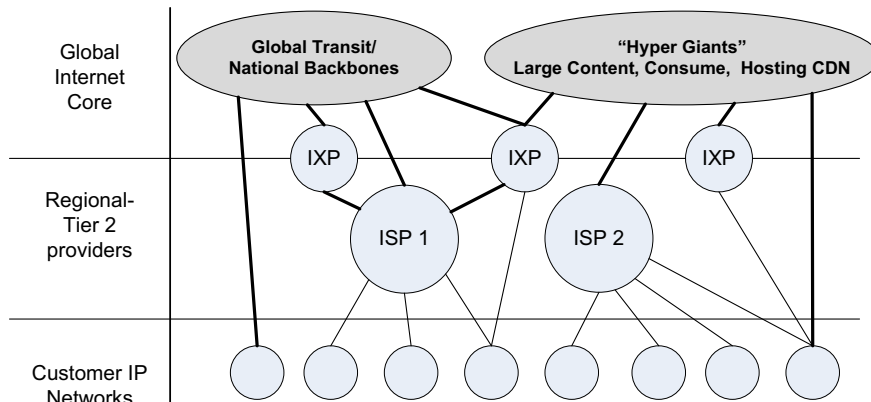 Global
Internet
Core
Global Transit/
National Backbones
“Hyper Giants”
Large Content, Consume, Hosting CDN
IXP
IXP
IXP
Regional-
Tier 2
providers
ISP 1
ISP 2
Customer IP
Networks